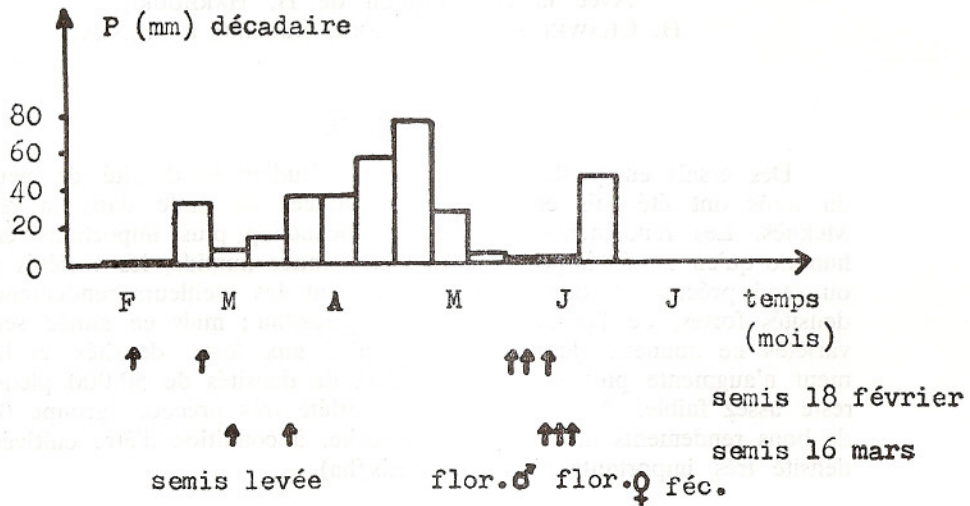 P (mm) décadaire
80
60
40
20
0
F M A M J J temps
(mois)
semis 18 février
semis 16 mars
semis levée flor.♂ flor.♀ féc.